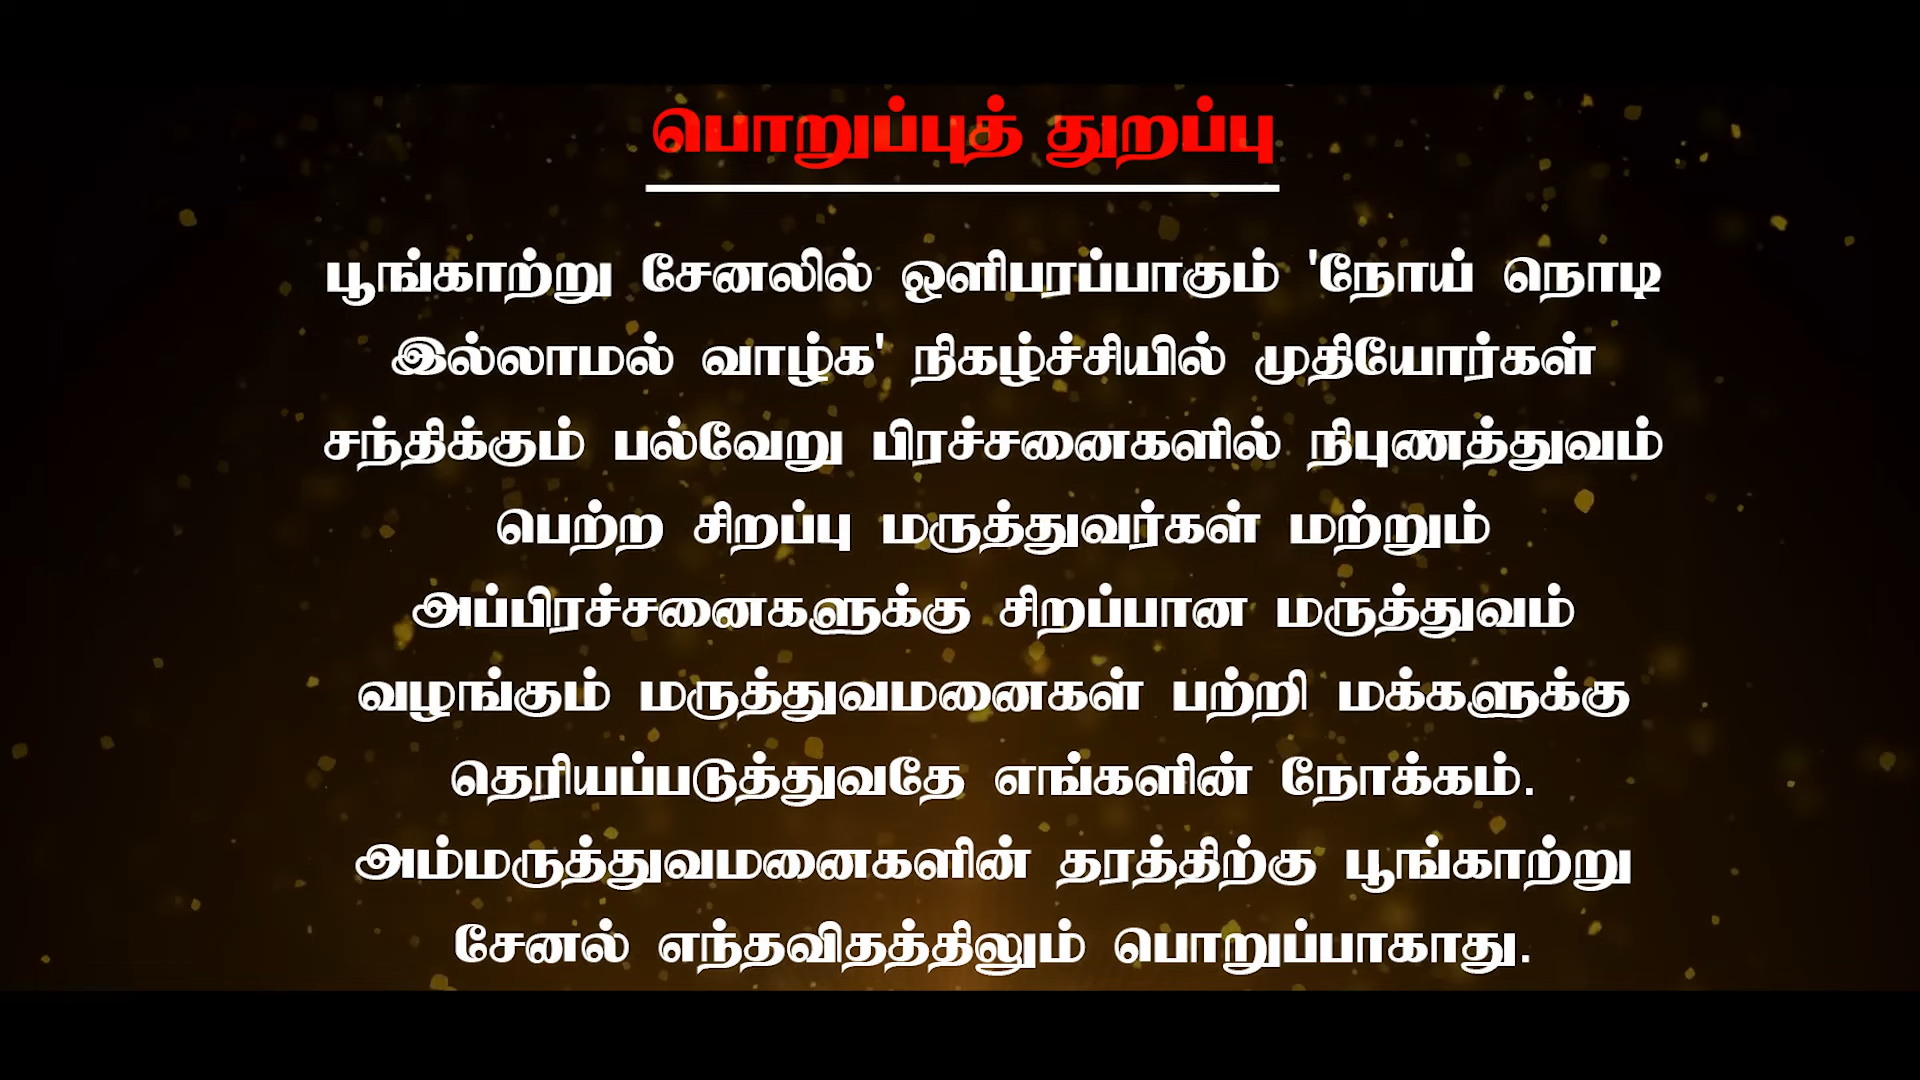 பொறுப்புத் துறப்பு
பூங்காற்று சேனலில் ஒளிபரப்பாகும் 'நோய் நொடி
இல்லாமல் வாழ்க' நிகழ்ச்சியில் முதியோர்கள்
சந்திக்கும் பல்வேறு பிரச்சனைகளில் நிபுணத்துவம்
பெற்ற சிறப்பு மருத்துவர்கள் மற்றும்
அப்பிரச்சனைகளுக்கு சிறப்பான மருத்துவம்
வழங்கும் மருத்துவமனைகள் பற்றி மக்களுக்கு
தெரியப்படுத்துவதே எங்களின் நோக்கம்.
அம்மருத்துவமனைகளின் தரத்திற்கு பூங்காற்று
சேனல் எந்தவிதத்திலும் பொறுப்பாகாது.